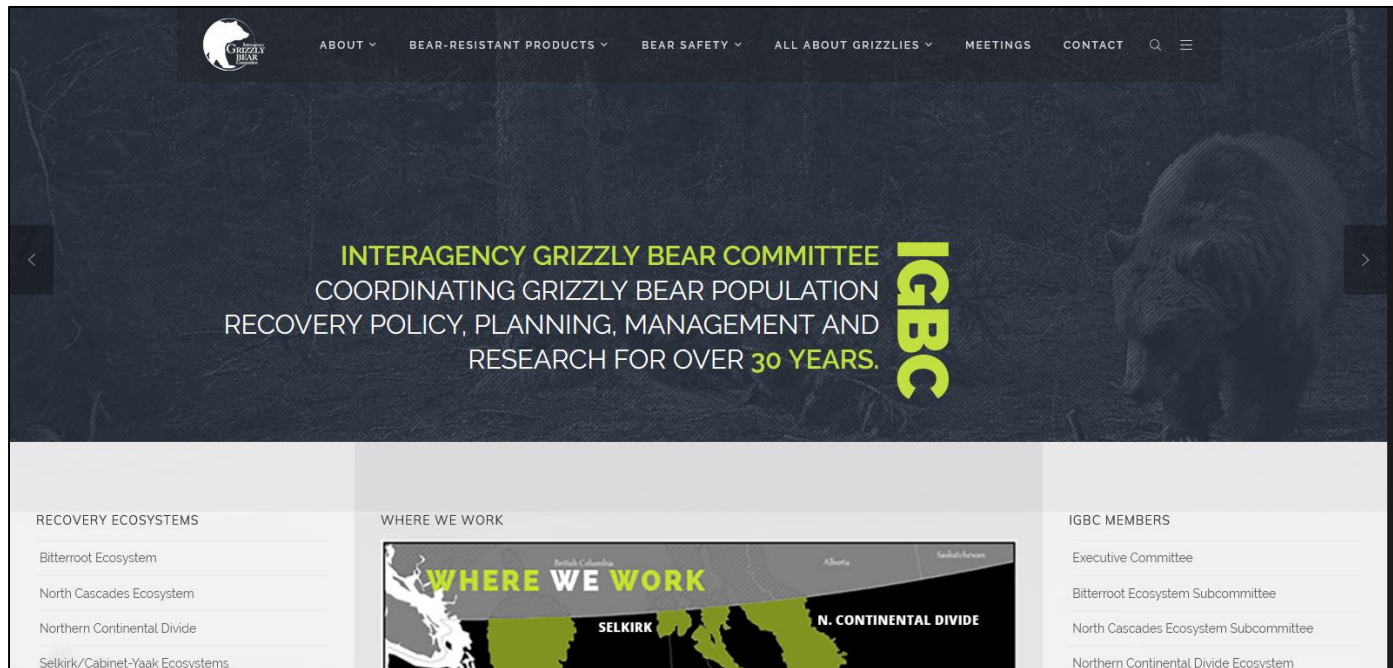 Interagency
GRIZZLY
BEAR
Committee
ABOUT
BEAR-RESISTANT PRODUCTS
BEAR SAFETY
ALL ABOUT GRIZZLIES
MEETINGS
CONTACT
INTERAGENCY GRIZZLY BEAR COMMITTEE
COORDINATING GRIZZLY BEAR POPULATION
RECOVERY POLICY, PLANNING, MANAGEMENT AND
RESEARCH FOR OVER 30 YEARS.
IGBC
RECOVERY ECOSYSTEMS
Bitterroot Ecosystem
North Cascades Ecosystem
Northern Continental Divide
Selkirk/Cabinet-Yaak Ecosystems
WHERE WE WORK
British Columbia
Alberta
Saskatchewan
WHERE WE WORK
SELKIRK
N. CONTINENTAL DIVIDE
IGBC MEMBERS
Executive Committee
Bitterroot Ecosystem Subcommittee
North Cascades Ecosystem Subcommittee
Northern Continental Divide Ecosystem